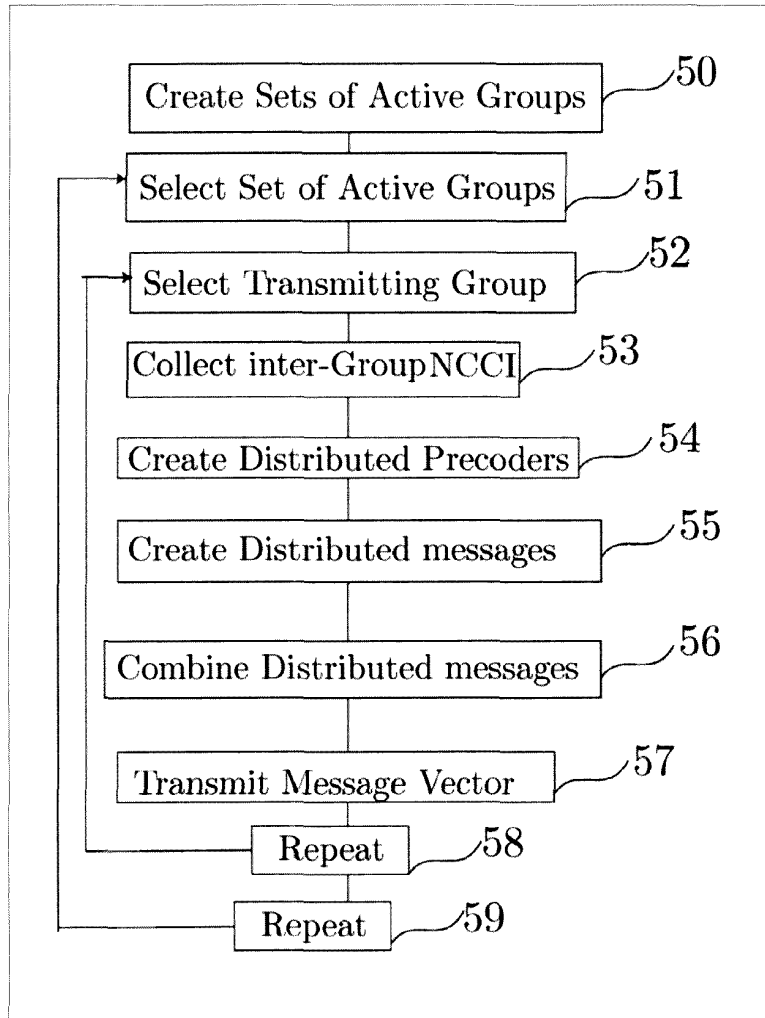 Create Sets of Active Groups
50
Select Set of Active Groups
51
Select Transmitting Group
52
Collect inter-Group NCCI
53
Create Distributed Precoders
54
Create Distributed messages
55
Combine Distributed messages
56
Transmit Message Vector
57
Repeat
58
Repeat
59